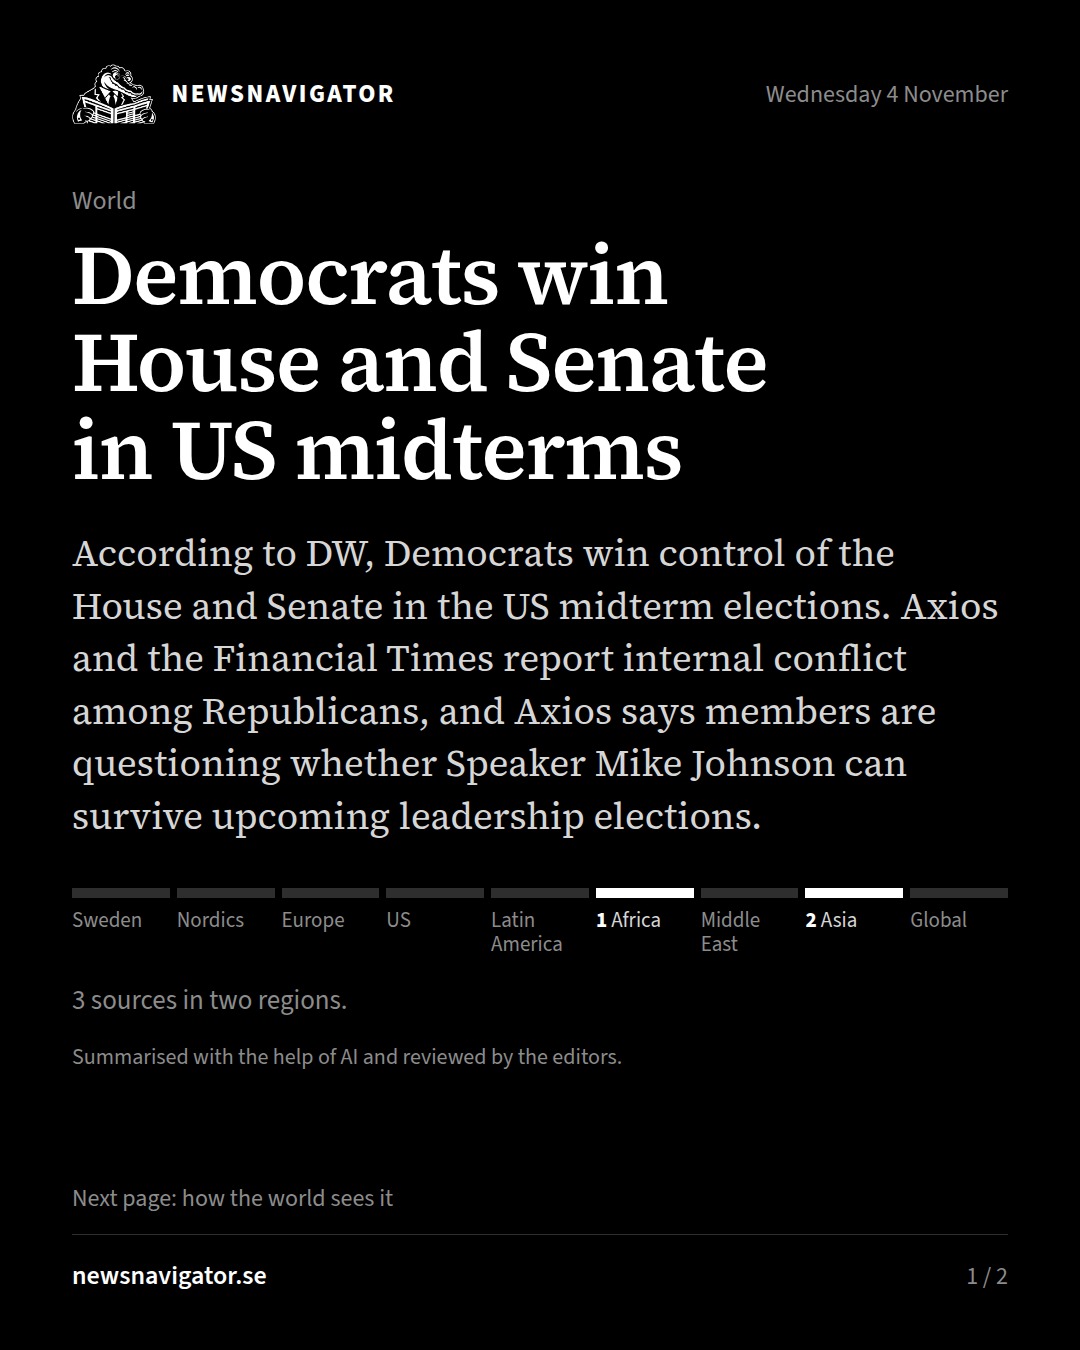 NEWSNAVIGATOR
Wednesday 4 November
World
Democrats win
House and Senate
in US midterms
According to DW, Democrats win control of the
House and Senate in the US midterm elections. Axios
and the Financial Times report internal conflict
among Republicans, and Axios says members are
questioning whether Speaker Mike Johnson can
survive upcoming leadership elections.
Sweden
Nordics
Europe
US
Latin
America
1 Africa
Middle
East
2 Asia
Global
3 sources in two regions.
Summarised with the help of AI and reviewed by the editors.
Next page: how the world sees it
newsnavigator.se
1 / 2